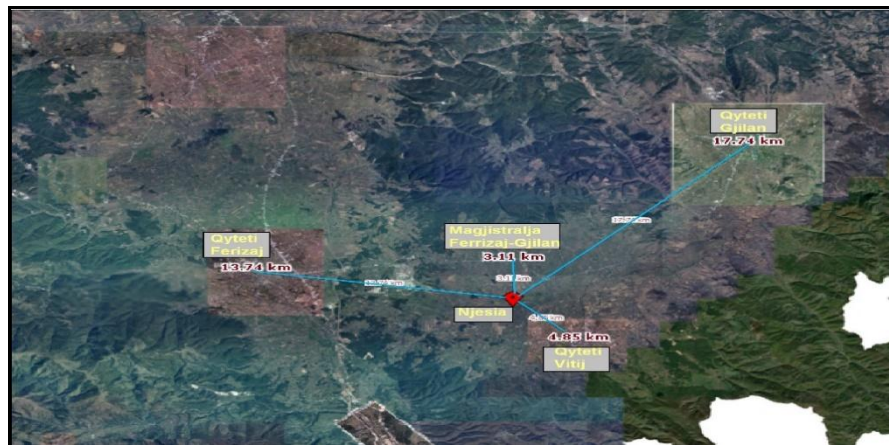 Qyteti
Gjilan
17.74 km
Magjistralja
Ferrizaj-Gjilan
3.11 km
Qyteti
Ferizaj
13.74 km
Njesia
4.85 km
Qyteti
Vitij